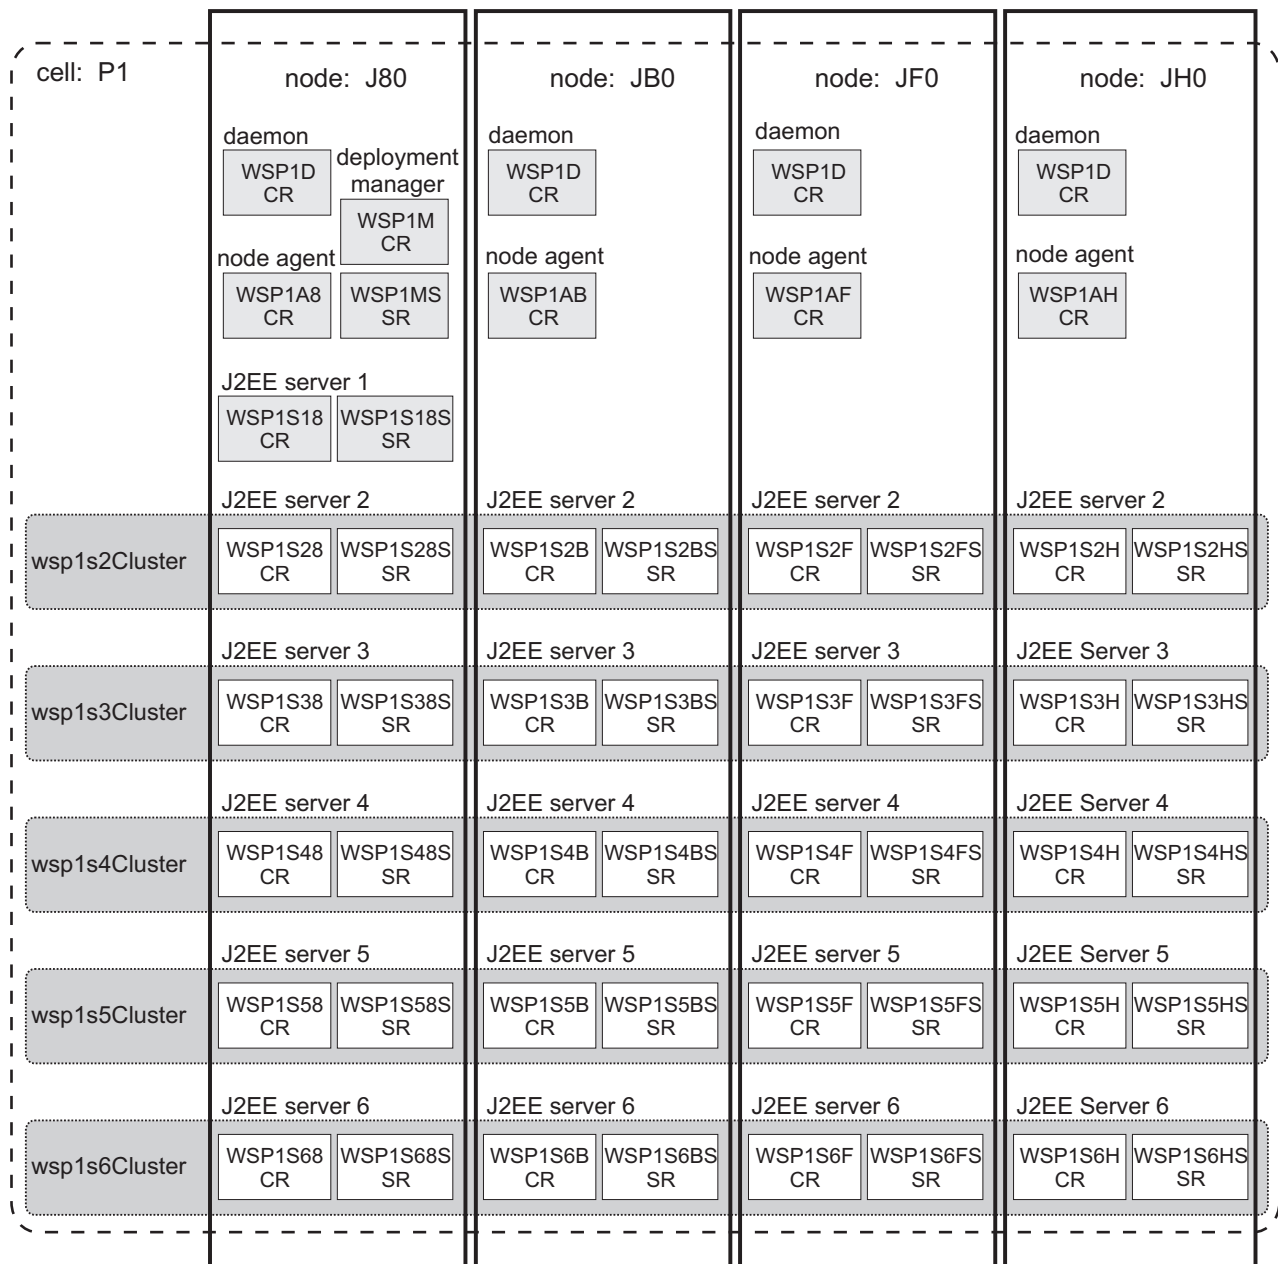 cell: P1
node: J80
node: JB0
node: JF0
node: JH0
daemon
WSP1D
CR
deployment
manager
WSP1M
CR
node agent
WSP1A8
CR
WSP1MS
SR
daemon
WSP1D
CR
node agent
WSP1AB
CR
daemon
WSP1D
CR
node agent
WSP1AF
CR
daemon
WSP1D
CR
node agent
WSP1AH
CR
J2EE server 1
WSP1S18
CR
WSP1S18S
SR
J2EE server 2
J2EE server 2
J2EE server 2
J2EE server 2
wsp1s2Cluster
WSP1S28
CR
WSP1S28S
SR
WSP1S2B
CR
WSP1S2BS
SR
WSP1S2F
CR
WSP1S2FS
SR
WSP1S2H
CR
WSP1S2HS
SR
J2EE server 3
J2EE server 3
J2EE server 3
J2EE Server 3
wsp1s3Cluster
WSP1S38
CR
WSP1S38S
SR
WSP1S3B
CR
WSP1S3BS
SR
WSP1S3F
CR
WSP1S3FS
SR
WSP1S3H
CR
WSP1S3HS
SR
J2EE server 4
J2EE server 4
J2EE server 4
J2EE Server 4
wsp1s4Cluster
WSP1S48
CR
WSP1S48S
SR
WSP1S4B
CR
WSP1S4BS
SR
WSP1S4F
CR
WSP1S4FS
SR
WSP1S4H
CR
WSP1S4HS
SR
J2EE server 5
J2EE server 5
J2EE server 5
J2EE Server 5
wsp1s5Cluster
WSP1S58
CR
WSP1S58S
SR
WSP1S5B
CR
WSP1S5BS
SR
WSP1S5F
CR
WSP1S5FS
SR
WSP1S5H
CR
WSP1S5HS
SR
J2EE server 6
J2EE server 6
J2EE server 6
J2EE Server 6
wsp1s6Cluster
WSP1S68
CR
WSP1S68S
SR
WSP1S6B
CR
WSP1S6BS
SR
WSP1S6F
CR
WSP1S6FS
SR
WSP1S6H
CR
WSP1S6HS
SR